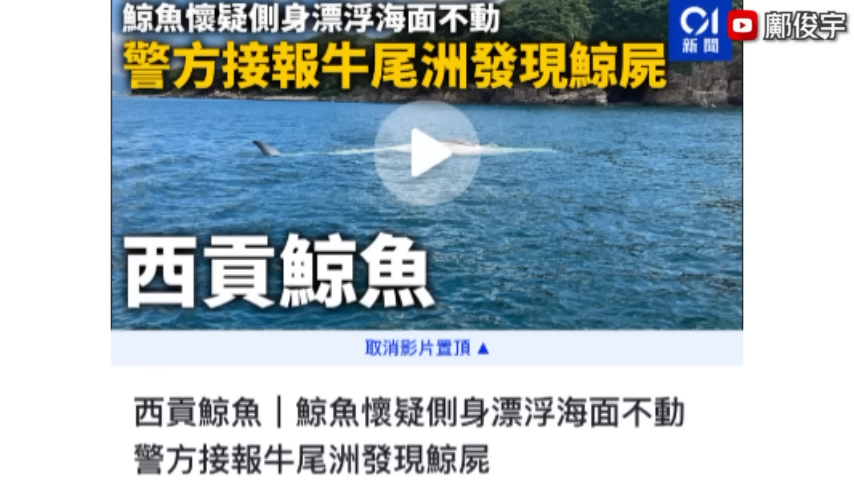 鯨魚懷疑側身漂浮海面不動
警方接報牛尾洲發現鯨屍
01
新聞
鄺俊宇
西貢鯨魚
取消影片置頂 ▲
西貢鯨魚｜鯨魚懷疑側身漂浮海面不動
警方接報牛尾洲發現鯨屍